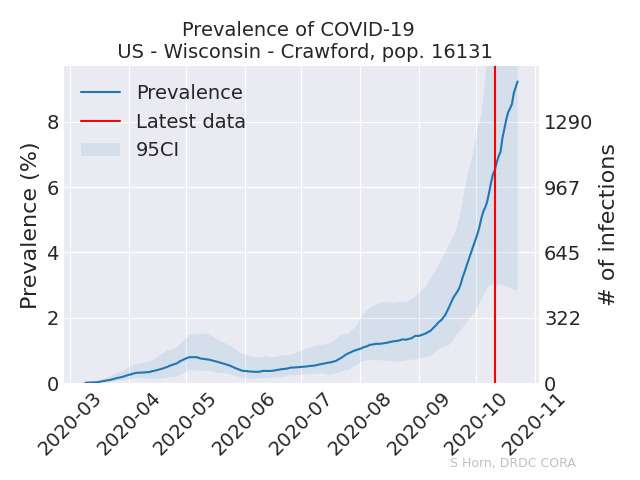 Prevalence of COVID-19
US - Wisconsin - Crawford, pop. 16131
Prevalence
Latest data
95CI
Prevalence (%)
8
6
4
2
0
1290
967
645
322
0
# of infections
2020-03
2020-04
2020-05
2020-06
2020-07
2020-08
2020-09
2020-10
2020-11
S Horn, DRDC CORA